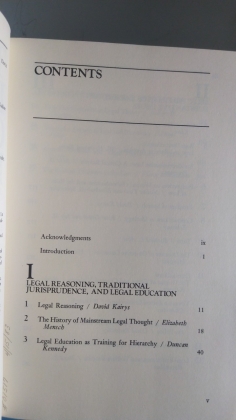 CONTENTS
Acknowledgments ix
Introduction 1
I
LEGAL REASONING, TRADITIONAL
JURISPRUDENCE, AND LEGAL EDUCATION
1 Legal Reasoning / David Kairys 11
2 The History of Mainstream Legal Thought / Elizabeth
Mensch 18
3 Legal Education as Training for Hierarchy / Duncan
Kennedy 40
v